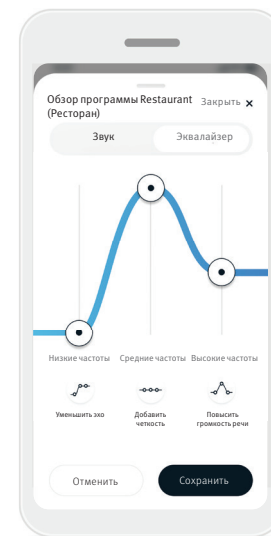 Обзор программы Restaurant Закрыть ×
(Ресторан)
Звук Эквалайзер
Низкие частоты Средние частоты Высокие частоты
Уменьшить эхо Добавить Повысить
четкость громкость речи
Отменить Сохранить